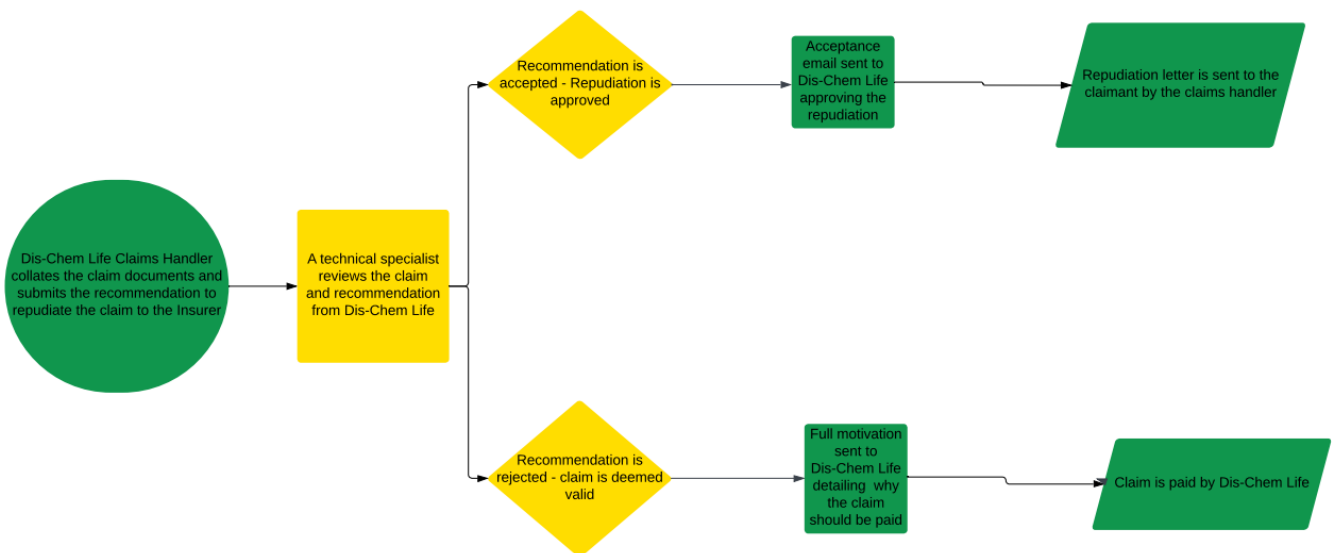 Dis-Chem Life Claims Handler
collates the claim documents and
submits the recommendation to
repudiate the claim to the Insurer
A technical specialist
reviews the claim
and recommendation
from Dis-Chem Life
Recommendation is
accepted - Repudiation is
approved
Acceptance
email sent to
Dis-Chem Life
approving the
repudiation
Repudiation letter is sent to the
claimant by the claims handler
Recommendation is
rejected - claim is deemed
valid
Full motivation
sent to
Dis-Chem Life
detailing why
the claim
should be paid
Claim is paid by Dis-Chem Life